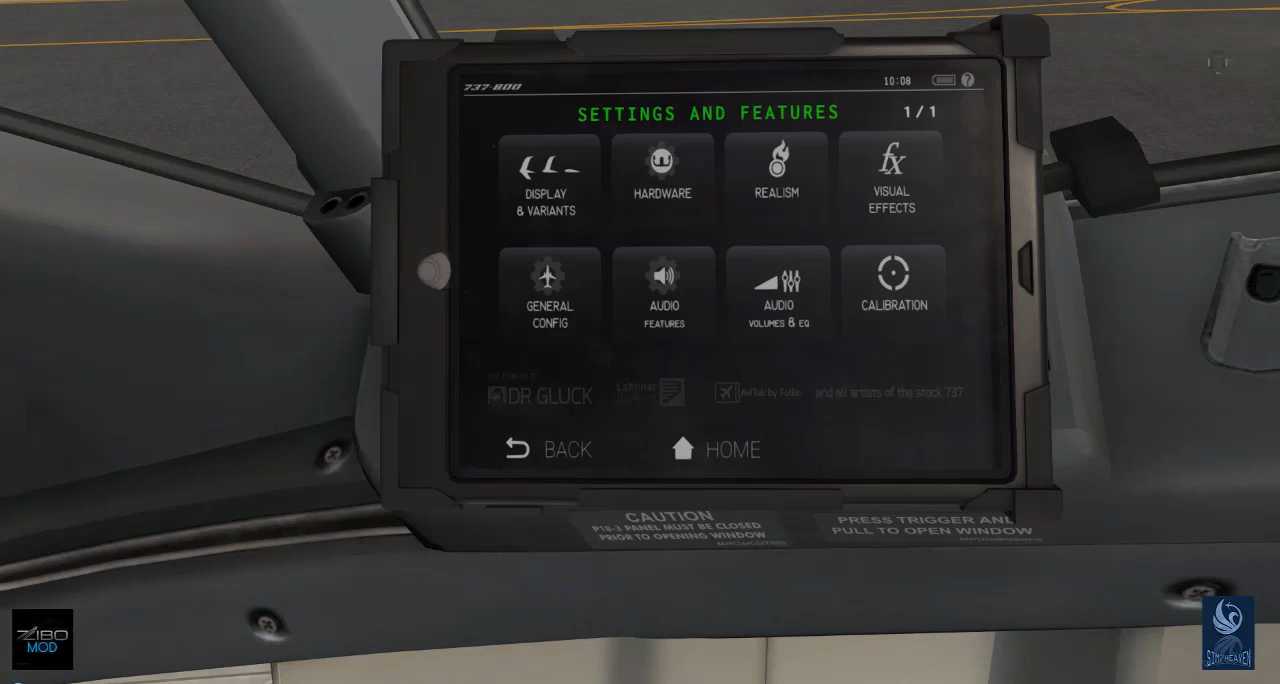 737-800
10:08
?
SETTINGS AND FEATURES
1 / 1
DISPLAY
& VARIANTS
HARDWARE
REALISM
fx
VISUAL
EFFECTS
GENERAL
CONFIG
AUDIO
FEATURES
AUDIO
VOLUMES & EQ
CALIBRATION
DR GLUCK
AviTab by Folko
and all artists of the stock 737
BACK
HOME
CAUTION
P18-3 PANEL MUST BE CLOSED
PRIOR TO OPENING WINDOW
PRESS TRIGGER AND
PULL TO OPEN WINDOW
ZIBO
MOD
SIMHEAVEN